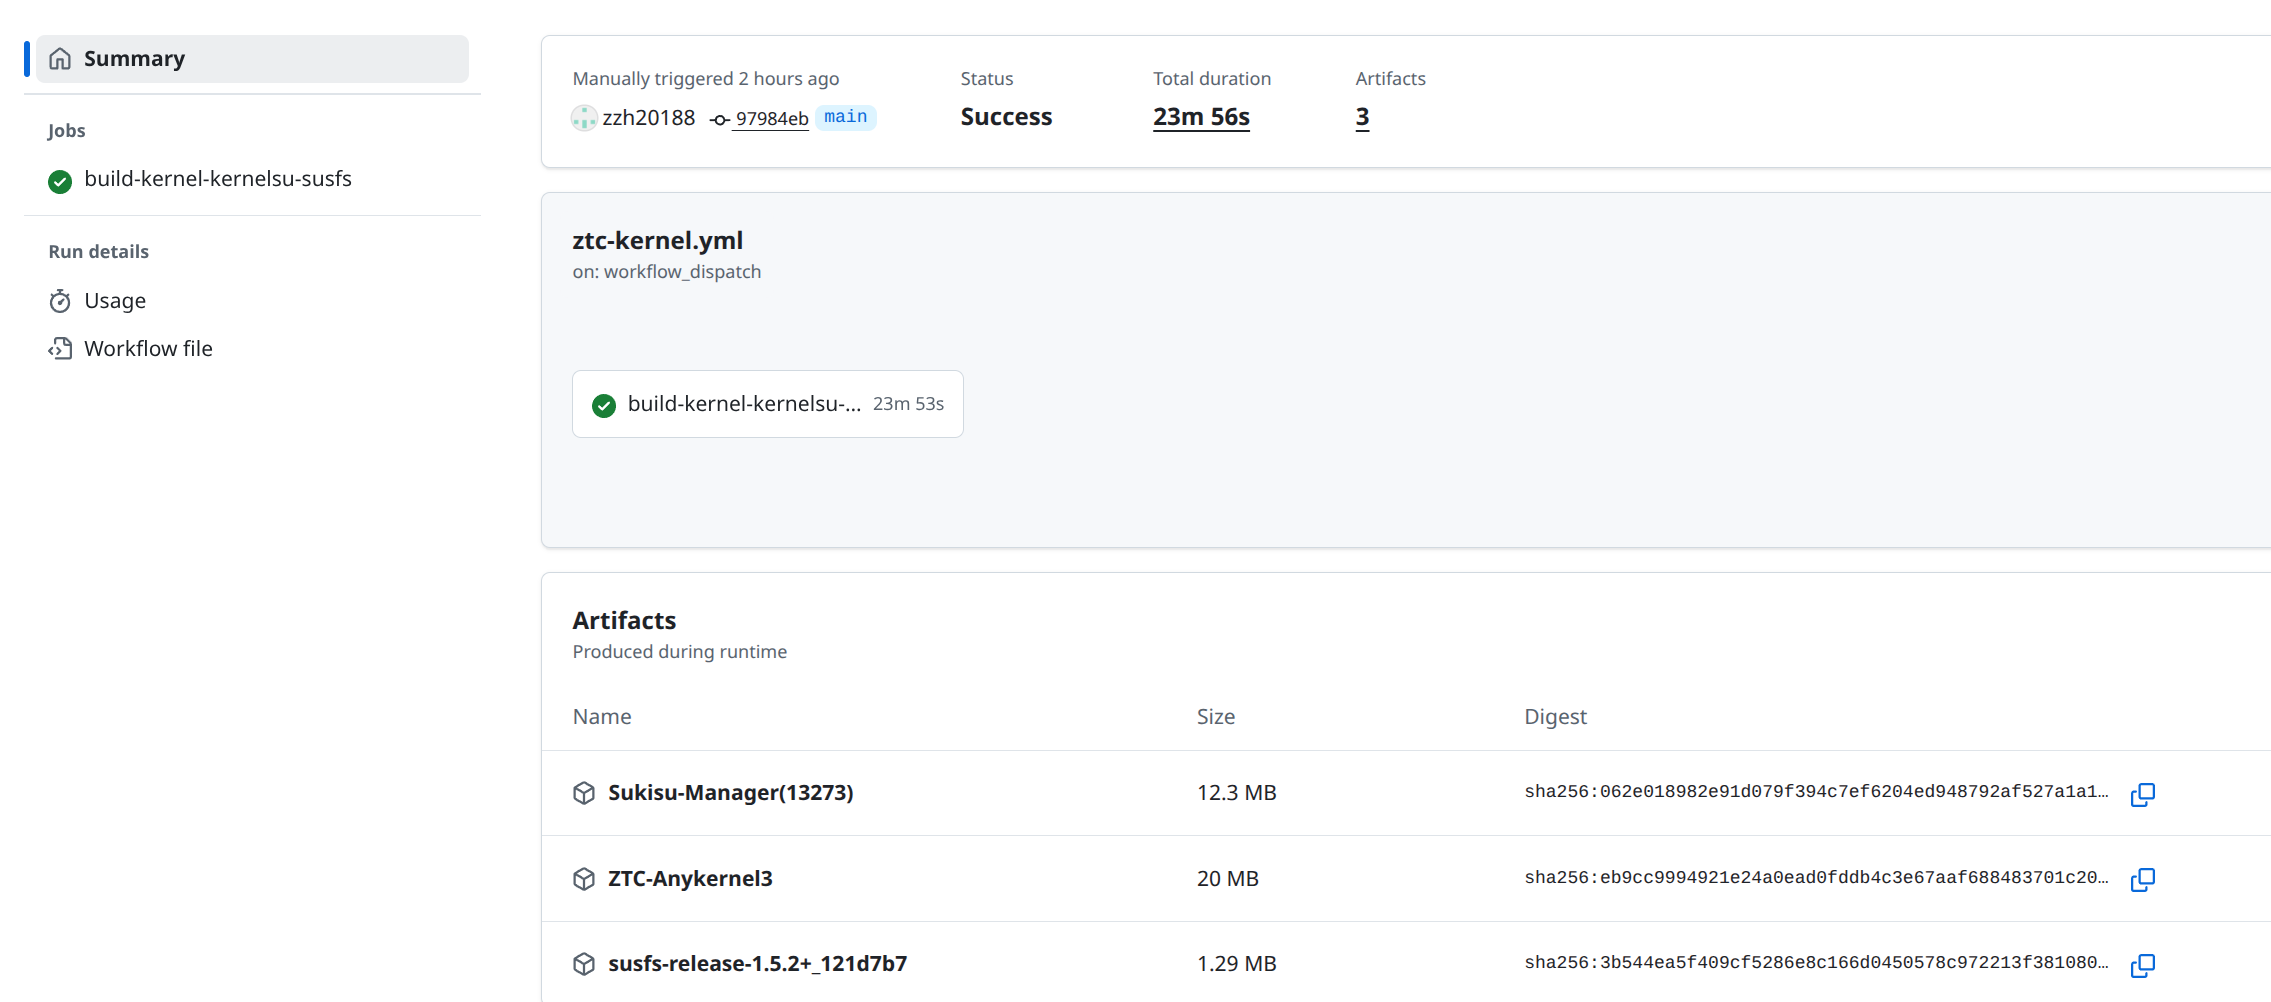 Summary
Jobs
build-kernel-kernelsu-susfs
Run details
Usage
Workflow file
Manually triggered 2 hours ago
zzh20188 97984eb main
Status
Success
Total duration
23m 56s
Artifacts
3
ztc-kernel.yml
on: workflow_dispatch
build-kernel-kernelsu-... 23m 53s
Artifacts
Produced during runtime
Name Size Digest
Sukisu-Manager(13273) 12.3 MB sha256:062e018982e91d079f394c7ef6204ed948792af527a1a1…
ZTC-Anykernel3 20 MB sha256:eb9cc9994921e24a0ead0fddb4c3e67aaf688483701c20…
susfs-release-1.5.2+_121d7b7 1.29 MB sha256:3b544ea5f409cf5286e8c166d0450578c972213f381080…